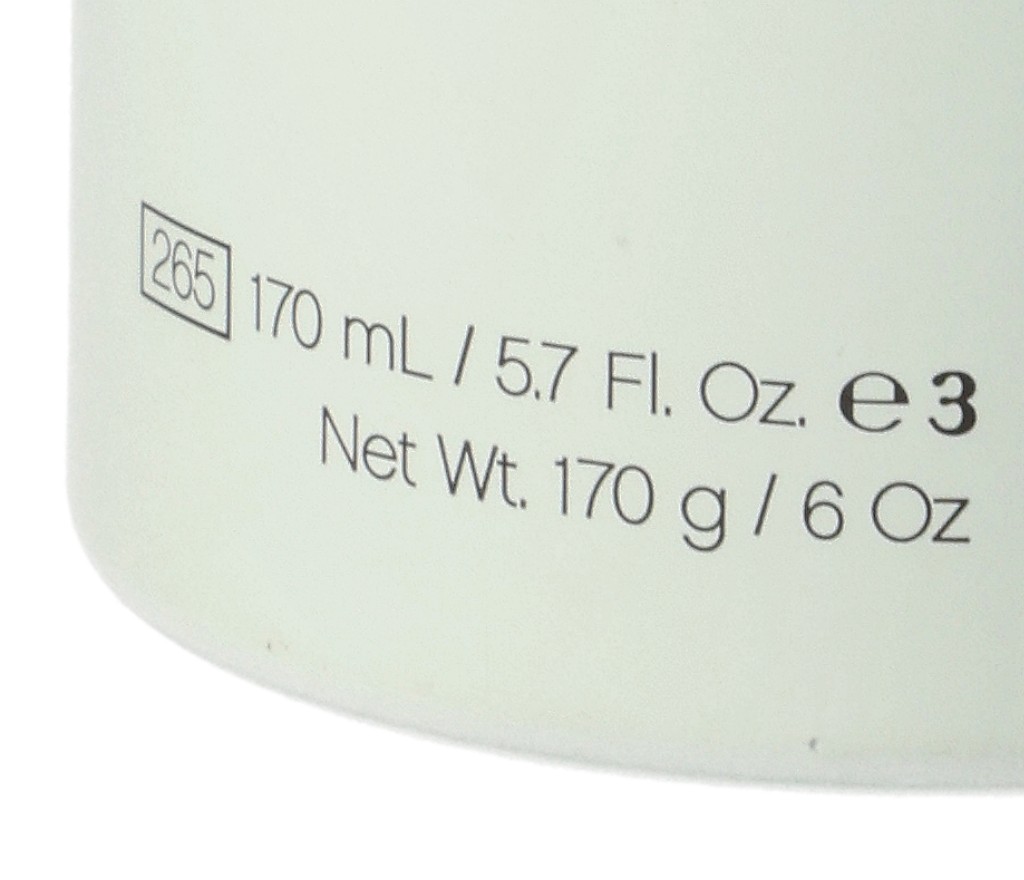 265 170 mL / 5.7 Fl. Oz. ℮ 3
Net Wt. 170 g / 6 Oz